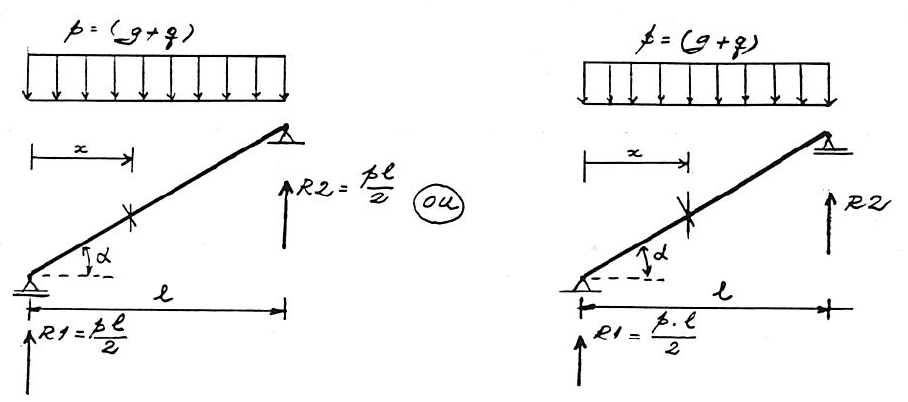 p = (g+q)
x
R2 = pl/2
α
l
R1 = pl/2
ou
p = (g+q)
x
R2
α
l
R1 = p.l/2